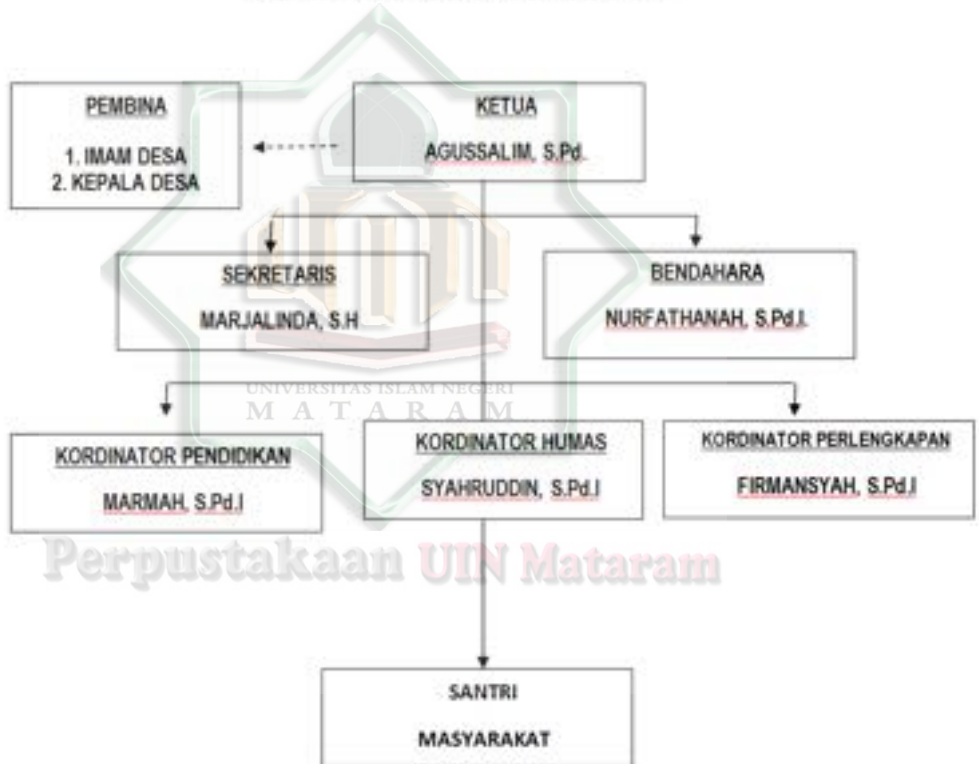 PEMBINA
1. IMAM DESA
2. KEPALA DESA
KETUA
AGUSSALIM, S.Pd.
SEKRETARIS
MARJALINDA, S.H
BENDAHARA
NURFATHANAH, S.Pd.I.
UNIVERSITAS ISLAM NEGERI
MATARAM
KORDINATOR PENDIDIKAN
MARMAH, S.Pd.I
KORDINATOR HUMAS
SYAHRUDDIN, S.Pd.I
KORDINATOR PERLENGKAPAN
FIRMANSYAH, S.Pd.I
Perpustakaan UIN Mataram
SANTRI
MASYARAKAT